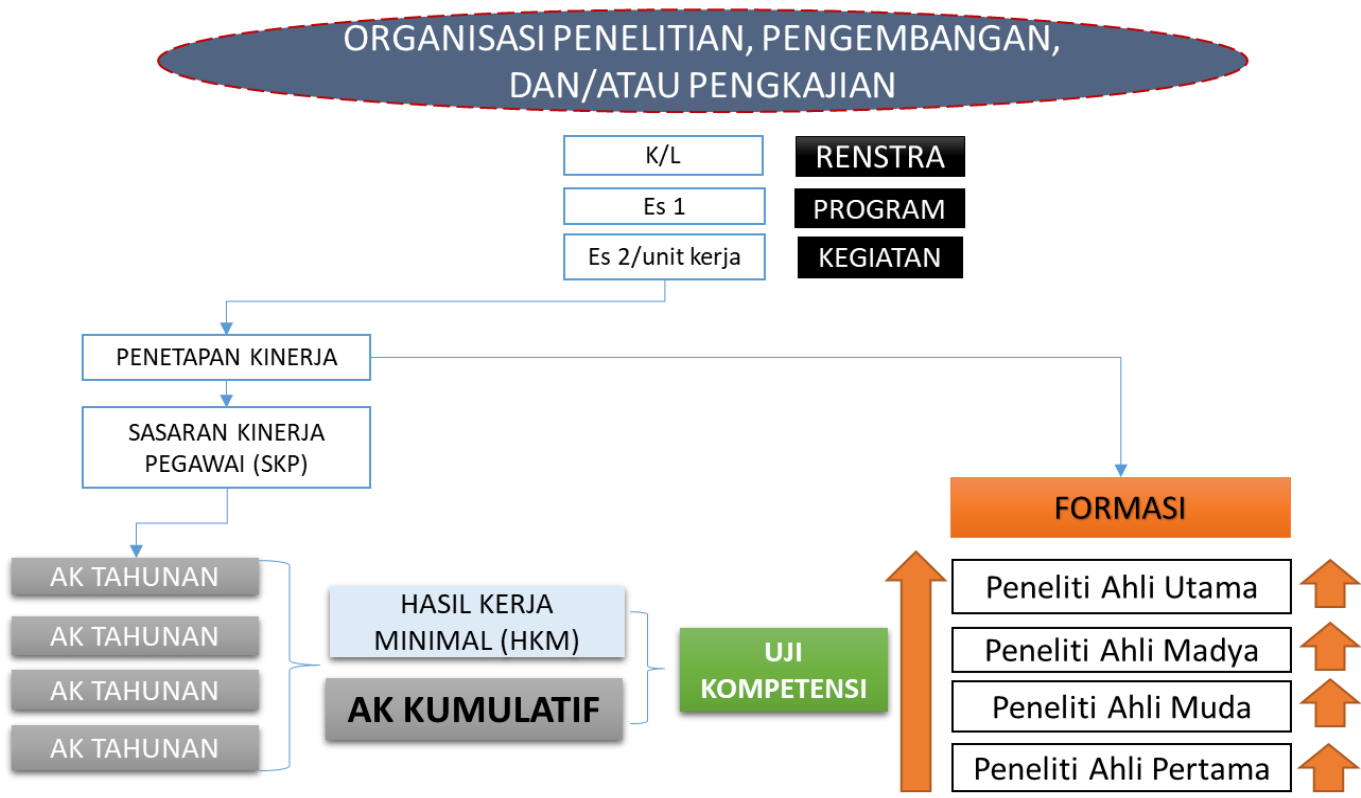 ORGANISASI PENELITIAN, PENGEMBANGAN,
DAN/ATAU PENGKAJIAN
K/L
RENSTRA
Es 1
PROGRAM
Es 2/unit kerja
KEGIATAN
PENETAPAN KINERJA
SASARAN KINERJA
PEGAWAI (SKP)
AK TAHUNAN
AK TAHUNAN
AK TAHUNAN
AK TAHUNAN
HASIL KERJA
MINIMAL (HKM)
AK KUMULATIF
UJI
KOMPETENSI
FORMASI
Peneliti Ahli Utama
Peneliti Ahli Madya
Peneliti Ahli Muda
Peneliti Ahli Pertama